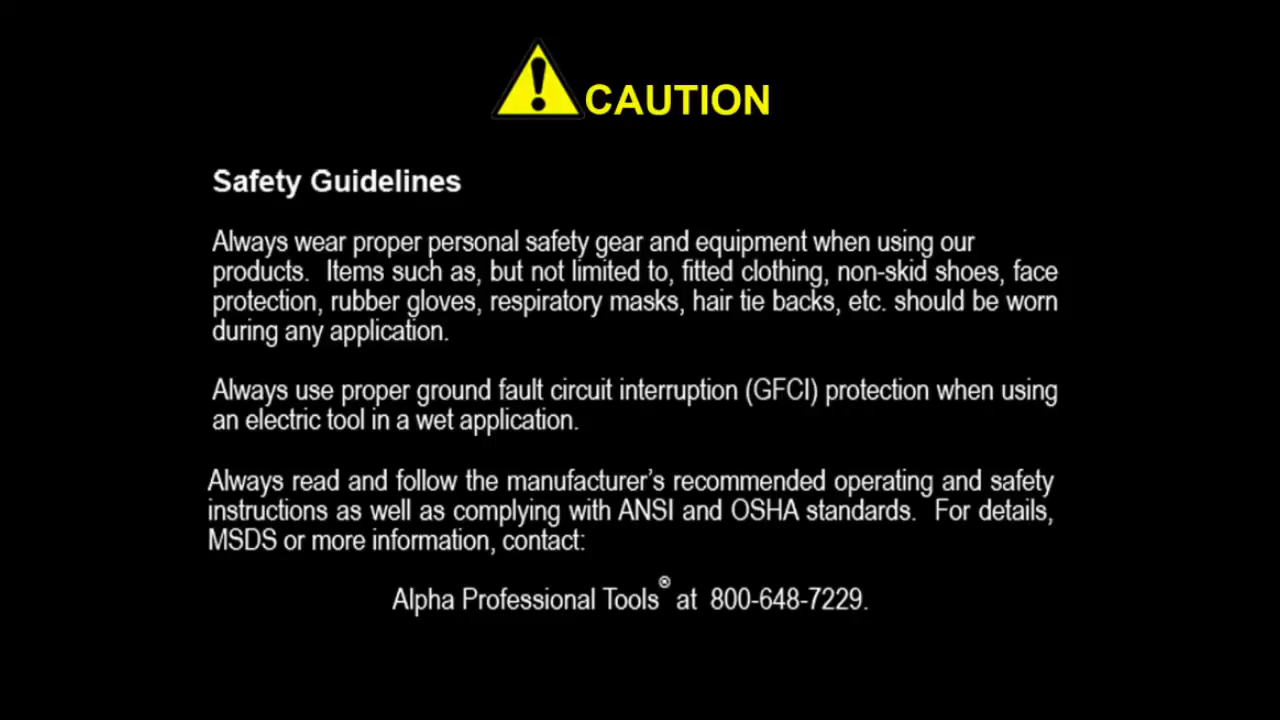 CAUTION
Safety Guidelines
Always wear proper personal safety gear and equipment when using our
products.  Items such as, but not limited to, fitted clothing, non-skid shoes, face
protection, rubber gloves, respiratory masks, hair tie backs, etc. should be worn
during any application.
Always use proper ground fault circuit interruption (GFCI) protection when using
an electric tool in a wet application.
Always read and follow the manufacturer’s recommended operating and safety
instructions as well as complying with ANSI and OSHA standards.  For details,
MSDS or more information, contact:
Alpha Professional Tools® at  800-648-7229.